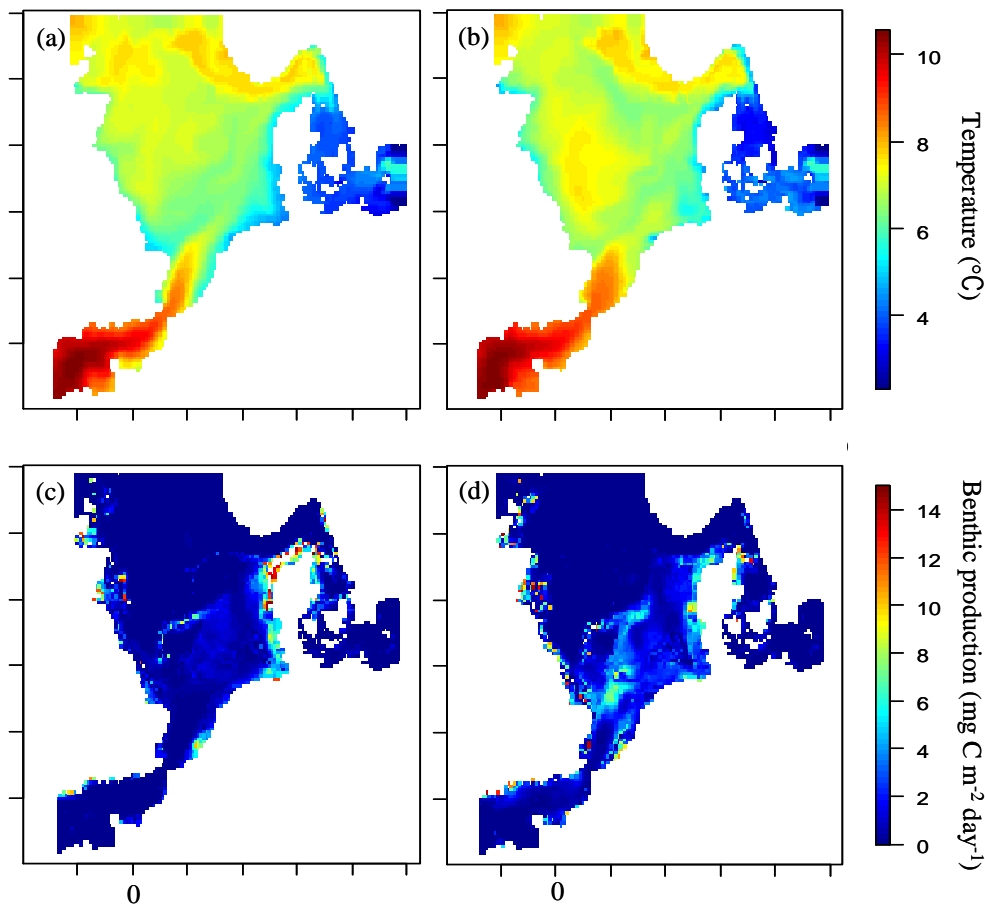 (a)
(b)
10
8
6
4
Temperature (℃)
(c)
(d)
14
12
10
8
6
4
2
0
Benthic production (mg C m⁻² day⁻¹)
0
0